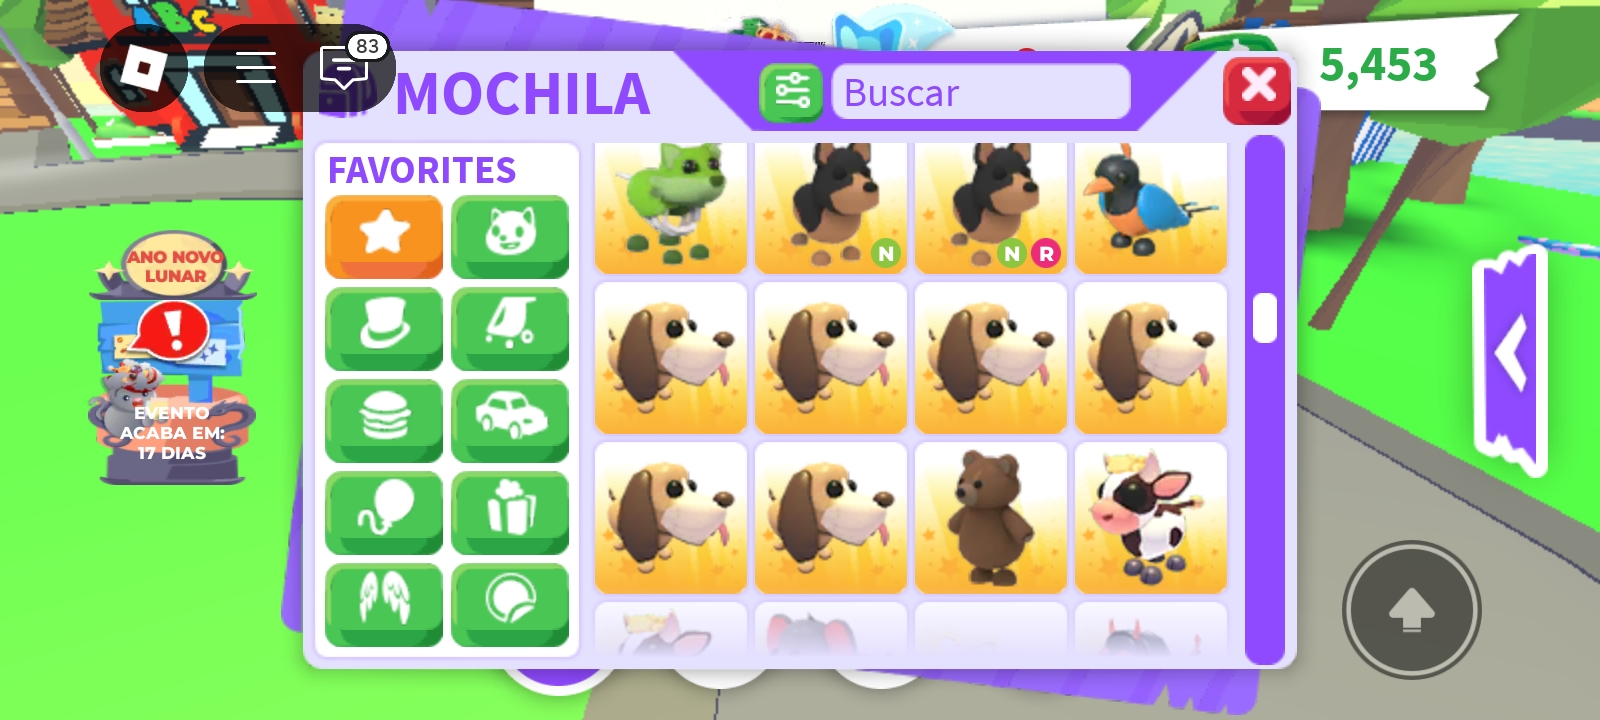 83
MOCHILA
Buscar
5,453
FAVORITES
N
N R
ANO NOVO
LUNAR
!
EVENTO
ACABA EM:
17 DIAS